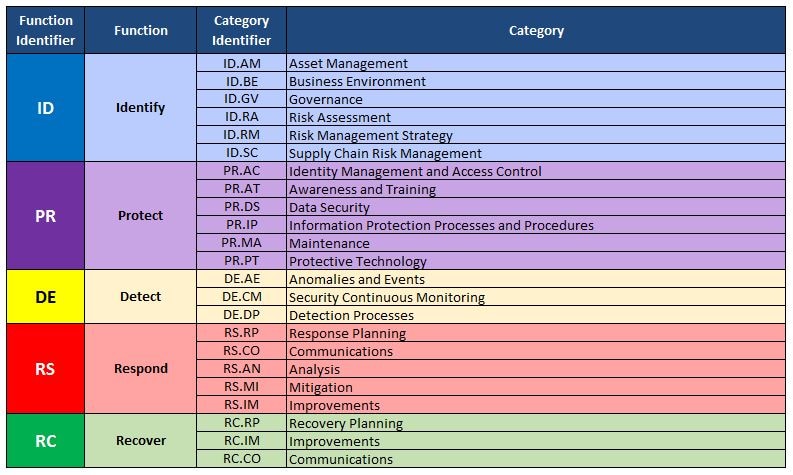 Function Identifier Function Category Identifier Category
ID Identify ID.AM Asset Management
ID.BE Business Environment
ID.GV Governance
ID.RA Risk Assessment
ID.RM Risk Management Strategy
ID.SC Supply Chain Risk Management
PR Protect PR.AC Identity Management and Access Control
PR.AT Awareness and Training
PR.DS Data Security
PR.IP Information Protection Processes and Procedures
PR.MA Maintenance
PR.PT Protective Technology
DE Detect DE.AE Anomalies and Events
DE.CM Security Continuous Monitoring
DE.DP Detection Processes
RS Respond RS.RP Response Planning
RS.CO Communications
RS.AN Analysis
RS.MI Mitigation
RS.IM Improvements
RC Recover RC.RP Recovery Planning
RC.IM Improvements
RC.CO Communications